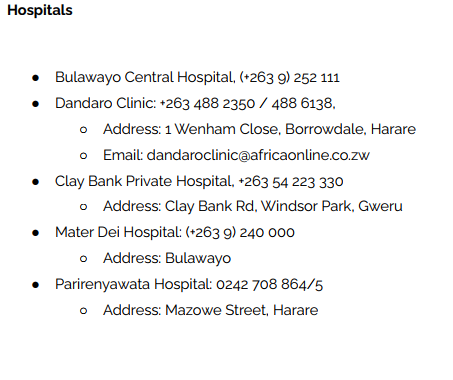 Hospitals
● Bulawayo Central Hospital, (+263 9) 252 111
● Dandaro Clinic: +263 488 2350 / 488 6138,
○ Address: 1 Wenham Close, Borrowdale, Harare
○ Email: dandaroclinic@africaonline.co.zw
● Clay Bank Private Hospital, +263 54 223 330
○ Address: Clay Bank Rd, Windsor Park, Gweru
● Mater Dei Hospital: (+263 9) 240 000
○ Address: Bulawayo
● Parirenyawata Hospital: 0242 708 864/5
○ Address: Mazowe Street, Harare